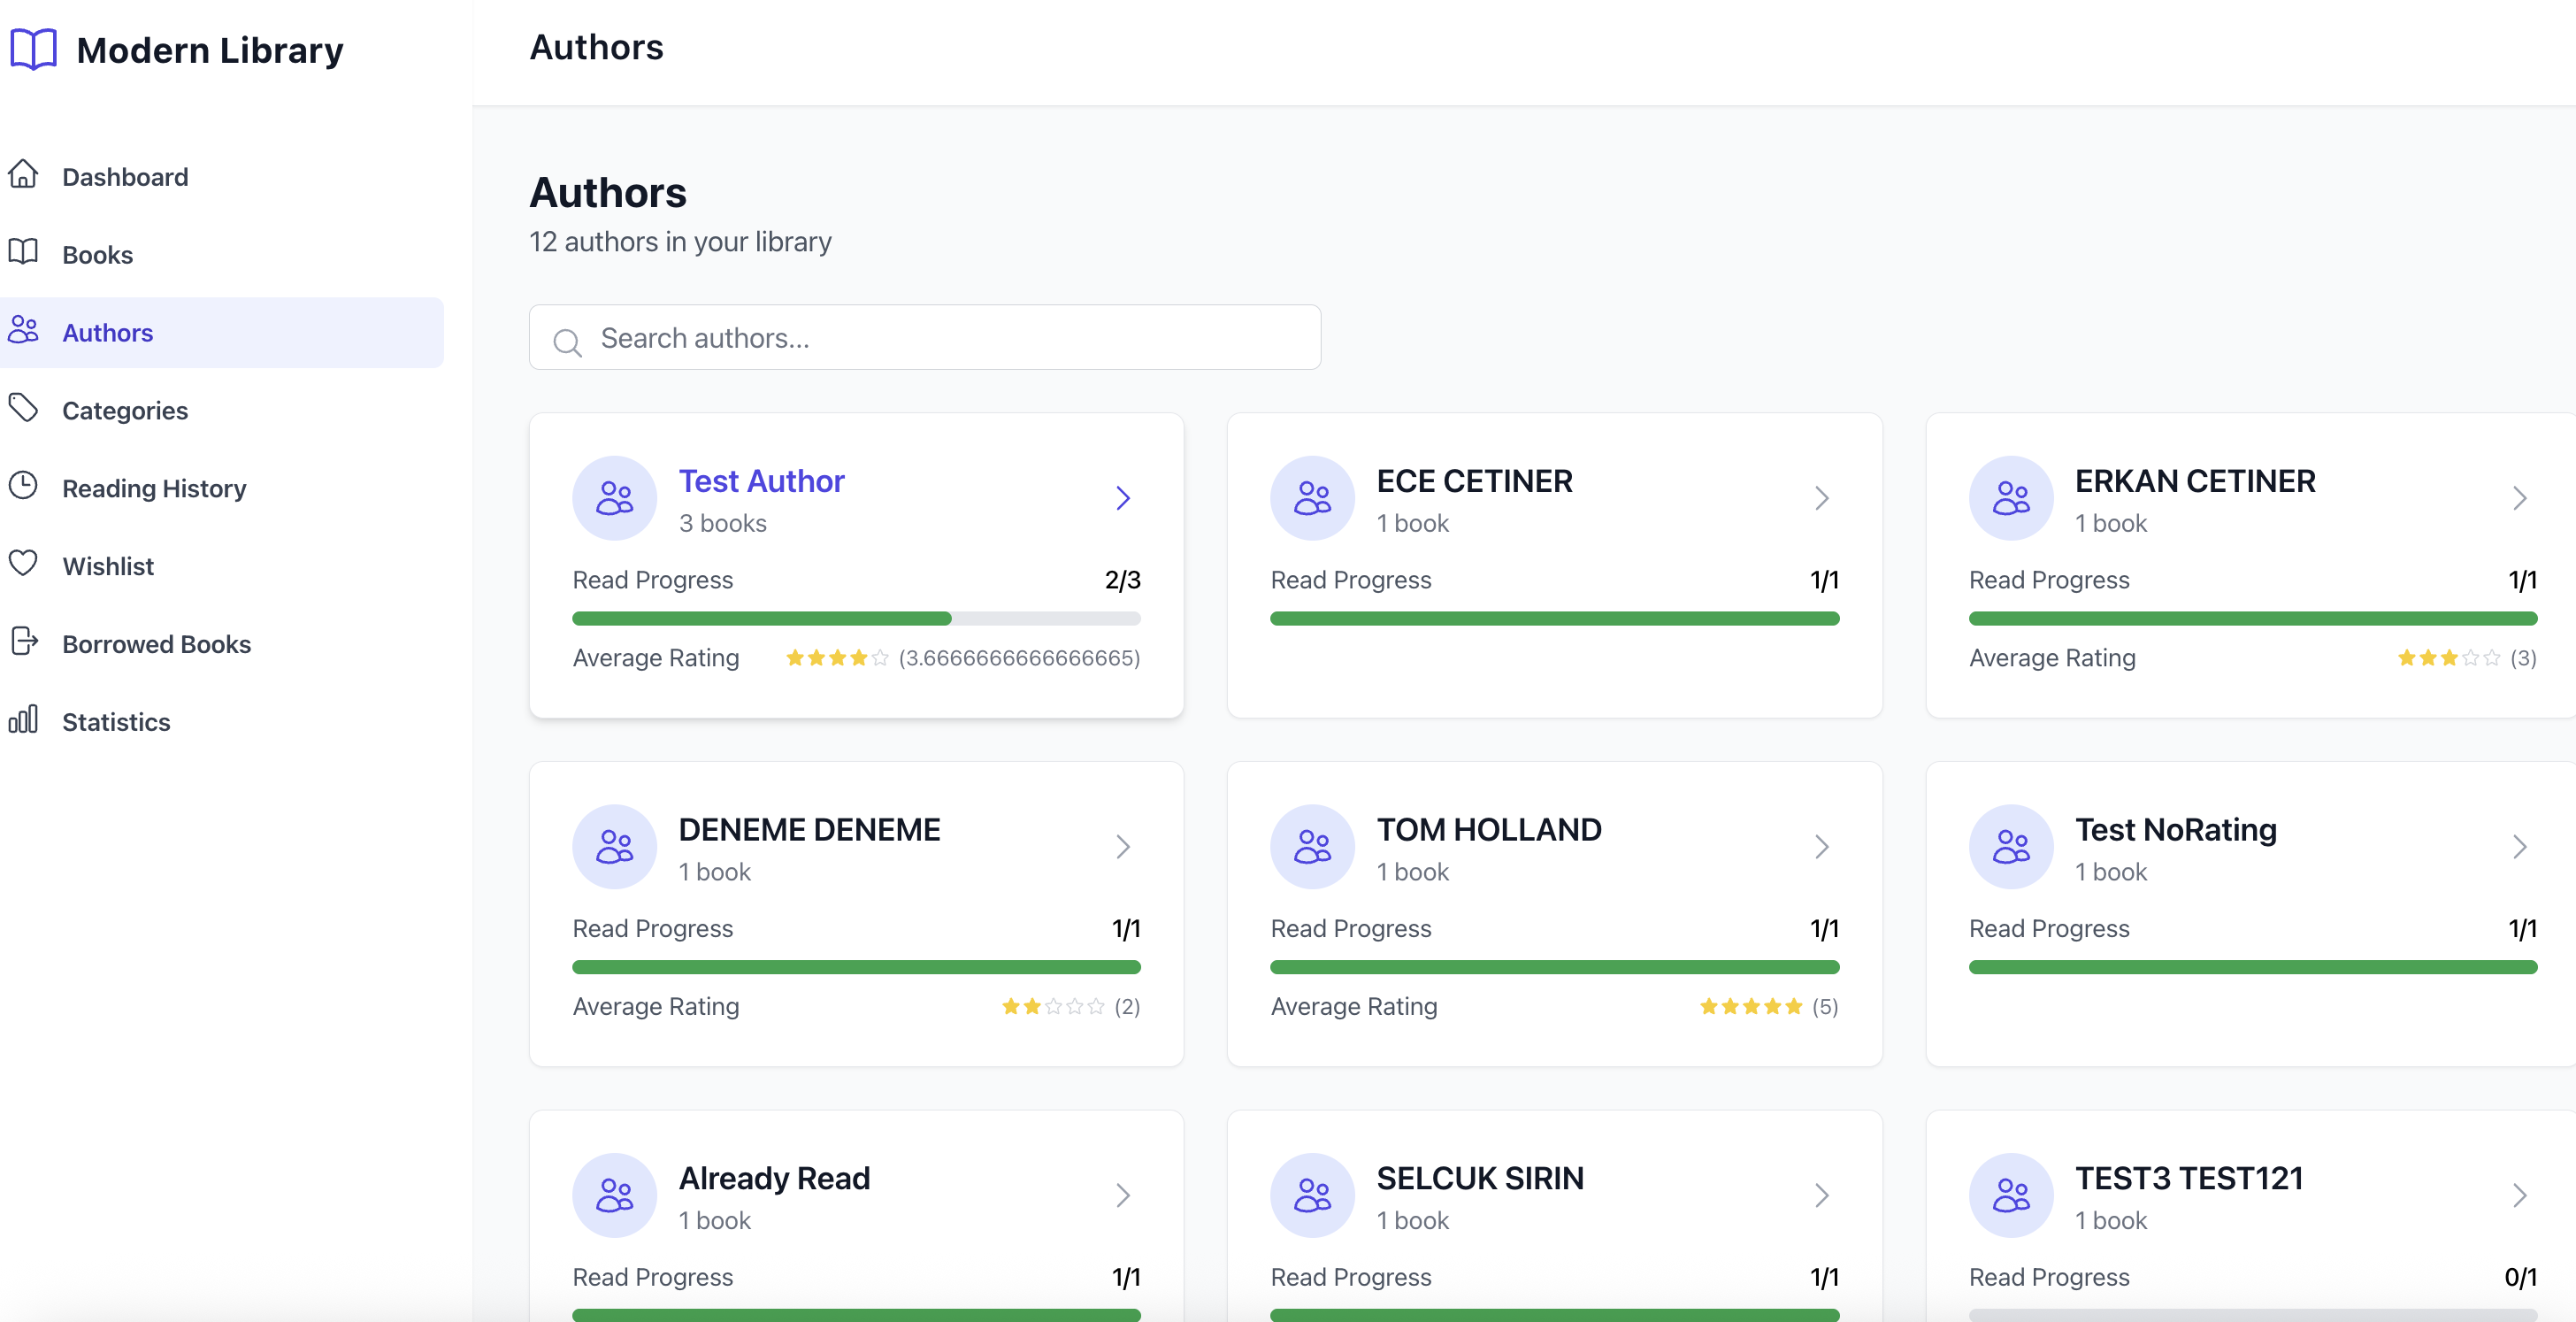 Modern Library
Dashboard
Books
Authors
Categories
Reading History
Wishlist
Borrowed Books
Statistics
Authors
Authors
12 authors in your library
Search authors...
Test Author
3 books
Read Progress 2/3
Average Rating (3.6666666666666665)
ECE CETINER
1 book
Read Progress 1/1
ERKAN CETINER
1 book
Read Progress 1/1
Average Rating (3)
DENEME DENEME
1 book
Read Progress 1/1
Average Rating (2)
TOM HOLLAND
1 book
Read Progress 1/1
Average Rating (5)
Test NoRating
1 book
Read Progress 1/1
Already Read
1 book
Read Progress 1/1
SELCUK SIRIN
1 book
Read Progress 1/1
TEST3 TEST121
1 book
Read Progress 0/1